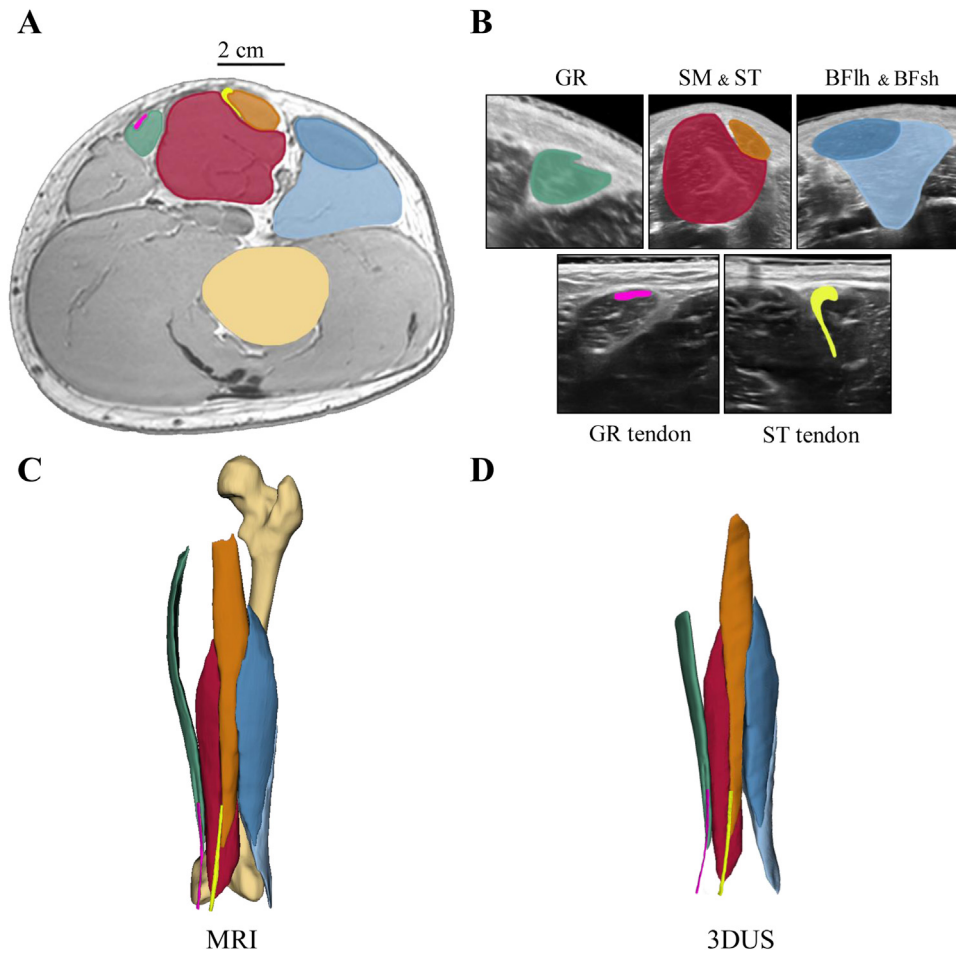 A
B
2 cm
GR
SM & ST
BFlh & BFsh
GR tendon
ST tendon
C
D
MRI
3DUS